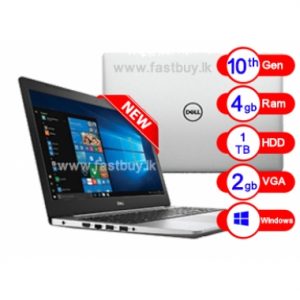 www.fastbuy.lk
10th Gen
4gb Ram
DELL
NEW
1 TB HDD
www.fastbuy.lk
2gb VGA
Windows